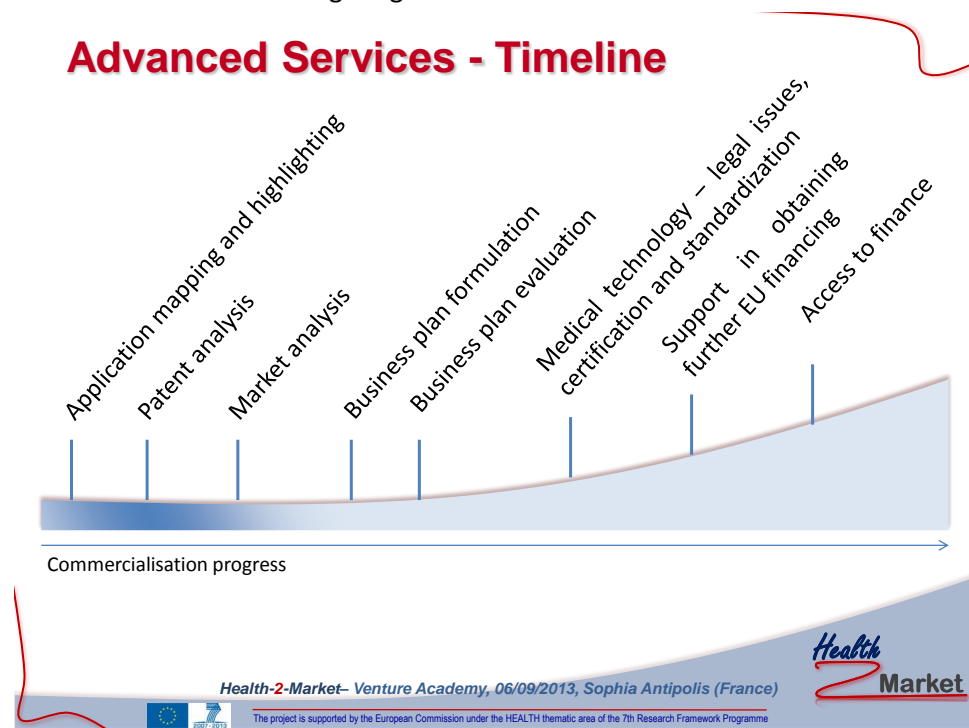 Advanced Services - Timeline
Application mapping and highlighting
Patent analysis
Market analysis
Business plan formulation
Business plan evaluation
Medical technology – legal issues,
certification and standardization
Support in obtaining
further EU financing
Access to finance
Commercialisation progress
Health
2
Market
Health-2-Market– Venture Academy, 06/09/2013, Sophia Antipolis (France)
The project is supported by the European Commission under the HEALTH thematic area of the 7th Research Framework Programme
2007-2013